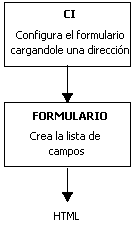 CI
Configura el formulario
cargandole una dirección
FORMULARIO
Crea la lista de
campos
HTML